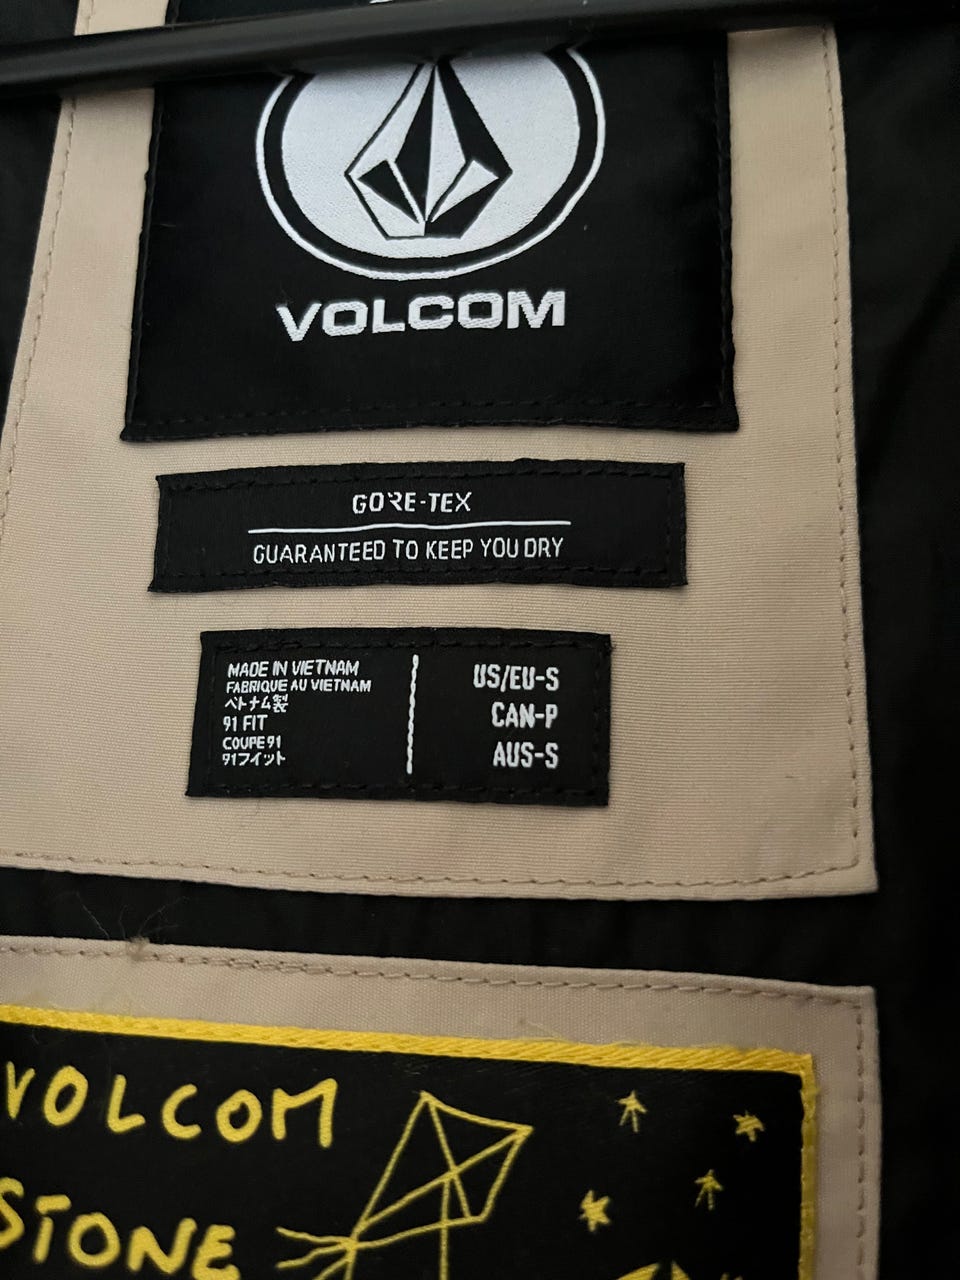 VOLCOM
GORE-TEX
GUARANTEED TO KEEP YOU DRY
MADE IN VIETNAM
FABRIQUE AU VIETNAM
ベトナム製
91 FIT
COUPE 91
91フィット
US/EU-S
CAN-P
AUS-S
VOLCOM
STONE